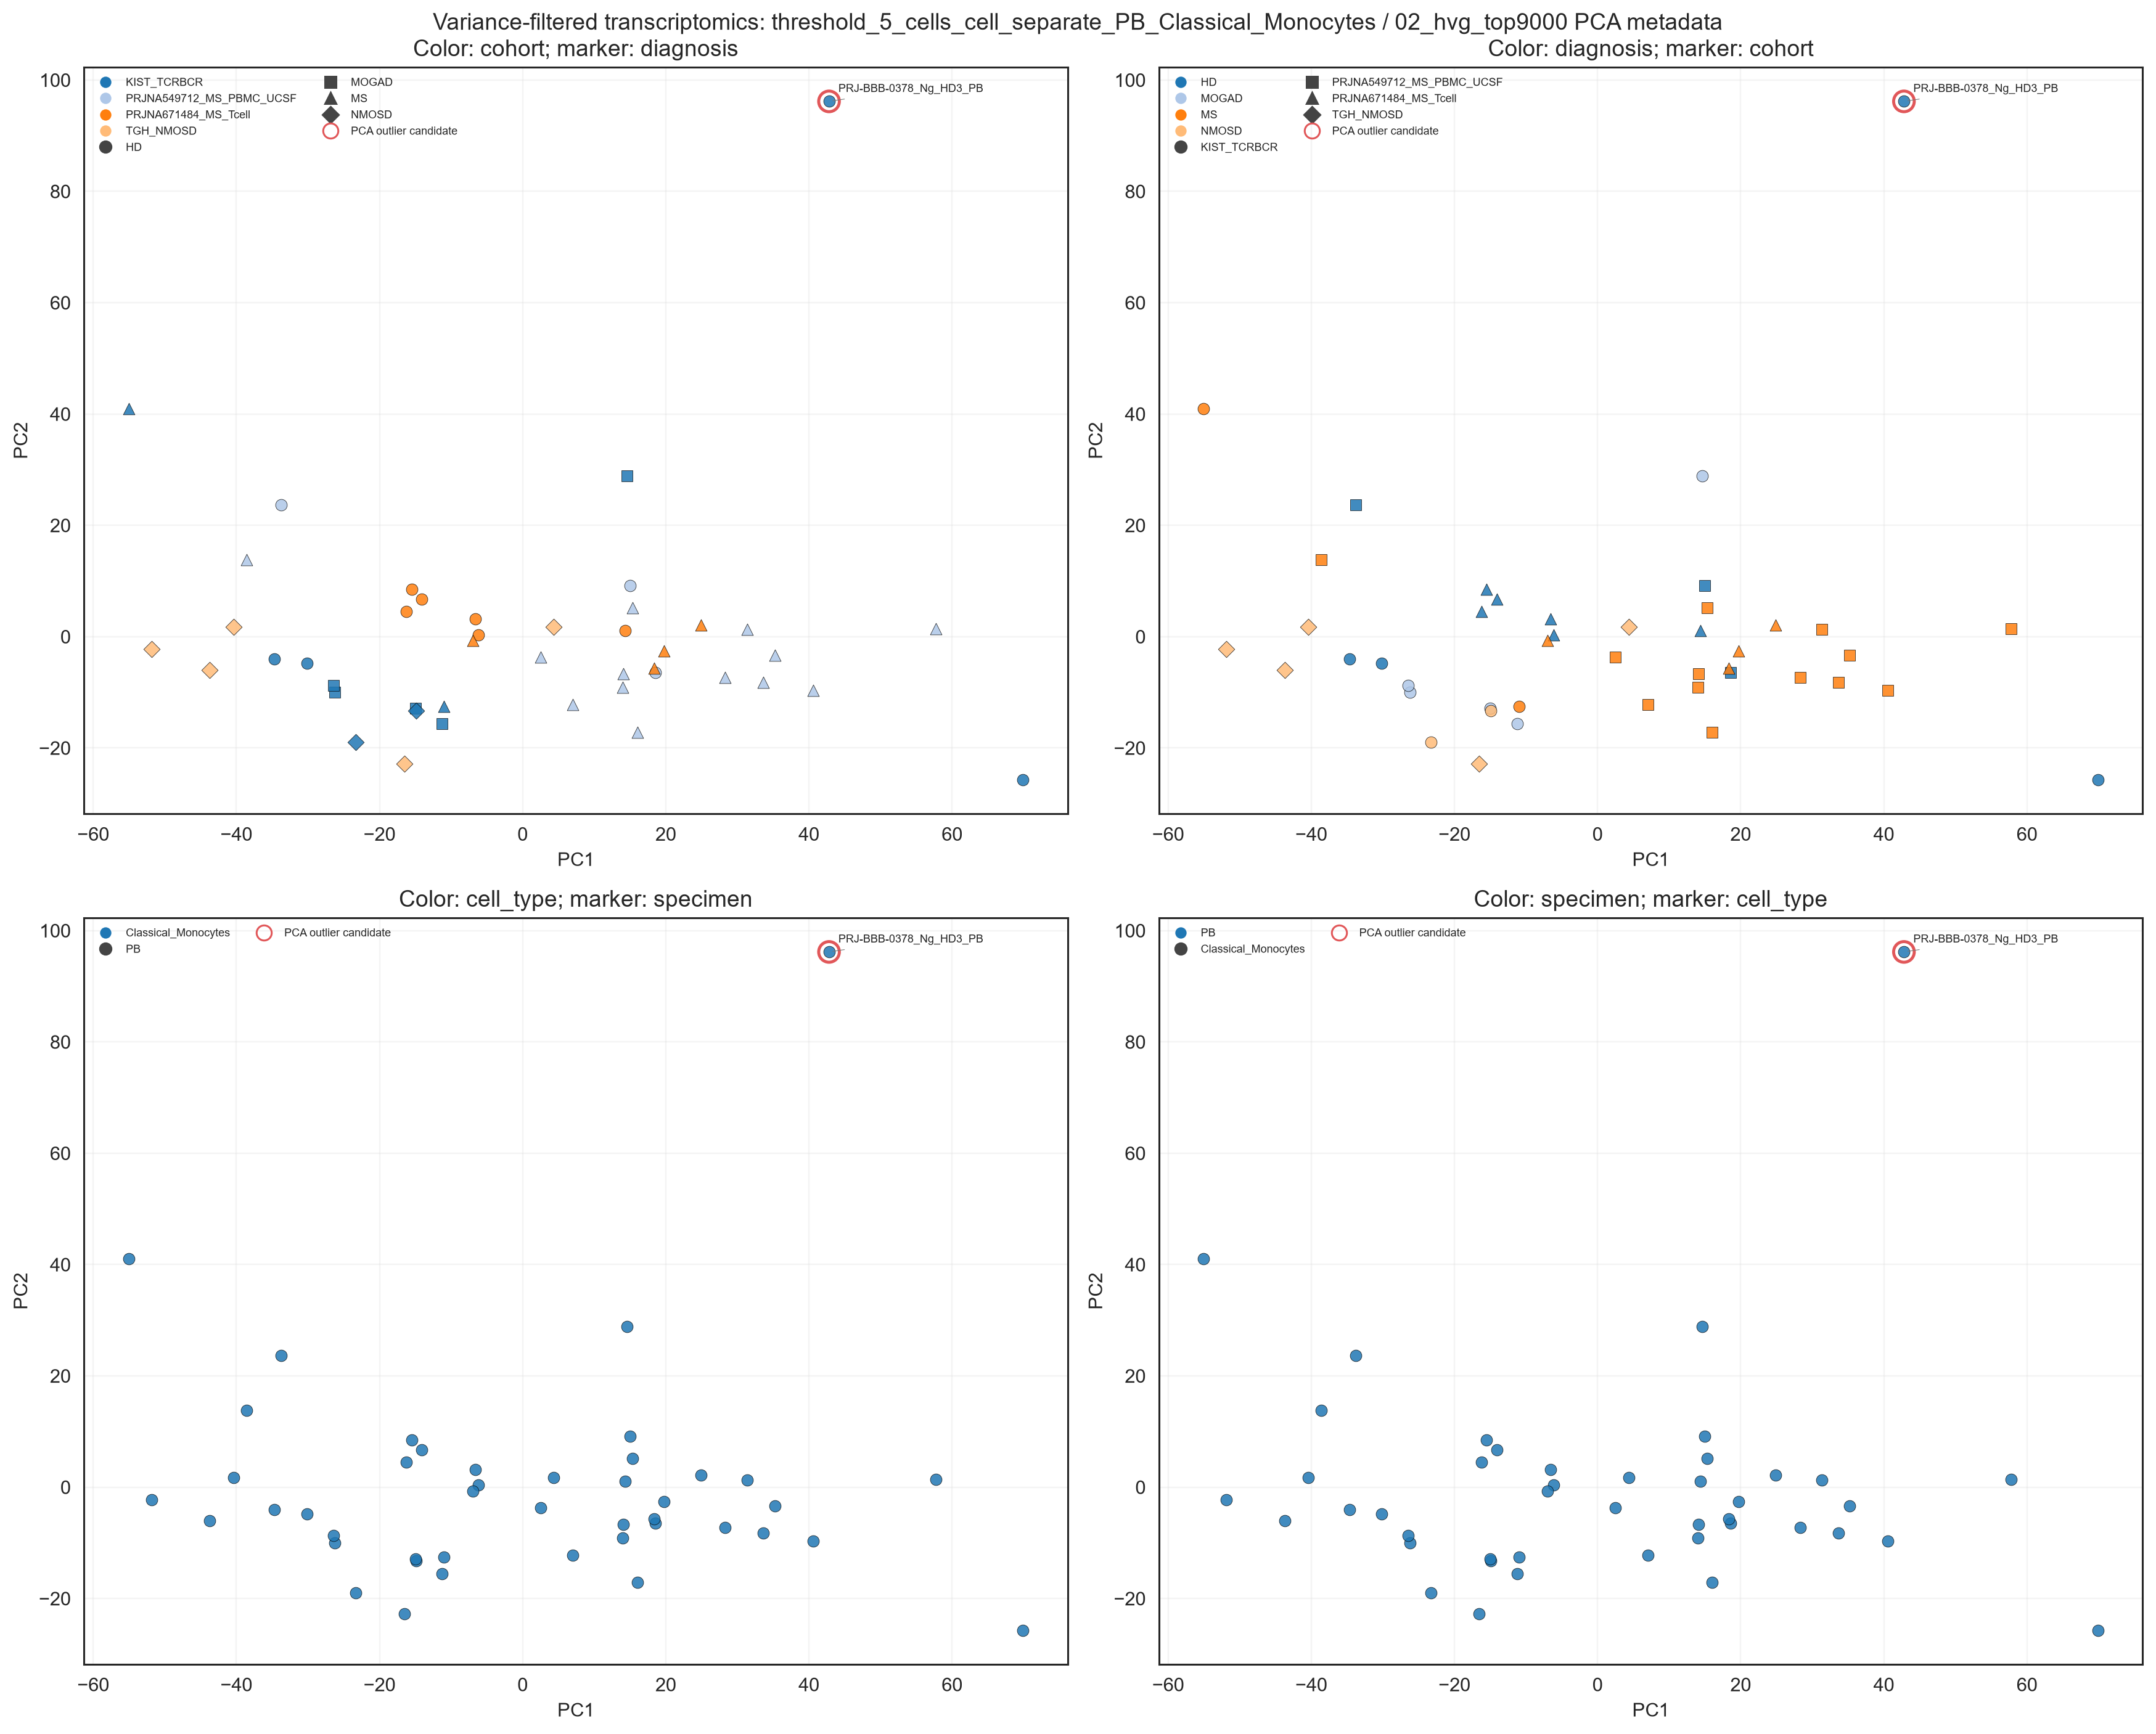 Variance-filtered transcriptomics: threshold_5_cells_cell_separate_PB_Classical_Monocytes / 02_hvg_top9000 PCA metadata
Color: cohort; marker: diagnosis
KIST_TCRBCR
PRJNA549712_MS_PBMC_UCSF
PRJNA671484_MS_Tcell
TGH_NMOSD
HD
MOGAD
MS
NMOSD
PCA outlier candidate
PRJ-BBB-0378_Ng_HD3_PB
100
80
60
40
20
0
−20
PC2
−60 −40 −20 0 20 40 60
PC1
Color: diagnosis; marker: cohort
HD
MOGAD
MS
NMOSD
KIST_TCRBCR
PRJNA549712_MS_PBMC_UCSF
PRJNA671484_MS_Tcell
TGH_NMOSD
PCA outlier candidate
PRJ-BBB-0378_Ng_HD3_PB
100
80
60
40
20
0
−20
PC2
−60 −40 −20 0 20 40 60
PC1
Color: cell_type; marker: specimen
Classical_Monocytes
PB
PCA outlier candidate
PRJ-BBB-0378_Ng_HD3_PB
100
80
60
40
20
0
−20
PC2
−60 −40 −20 0 20 40 60
PC1
Color: specimen; marker: cell_type
PB
Classical_Monocytes
PCA outlier candidate
PRJ-BBB-0378_Ng_HD3_PB
100
80
60
40
20
0
−20
PC2
−60 −40 −20 0 20 40 60
PC1